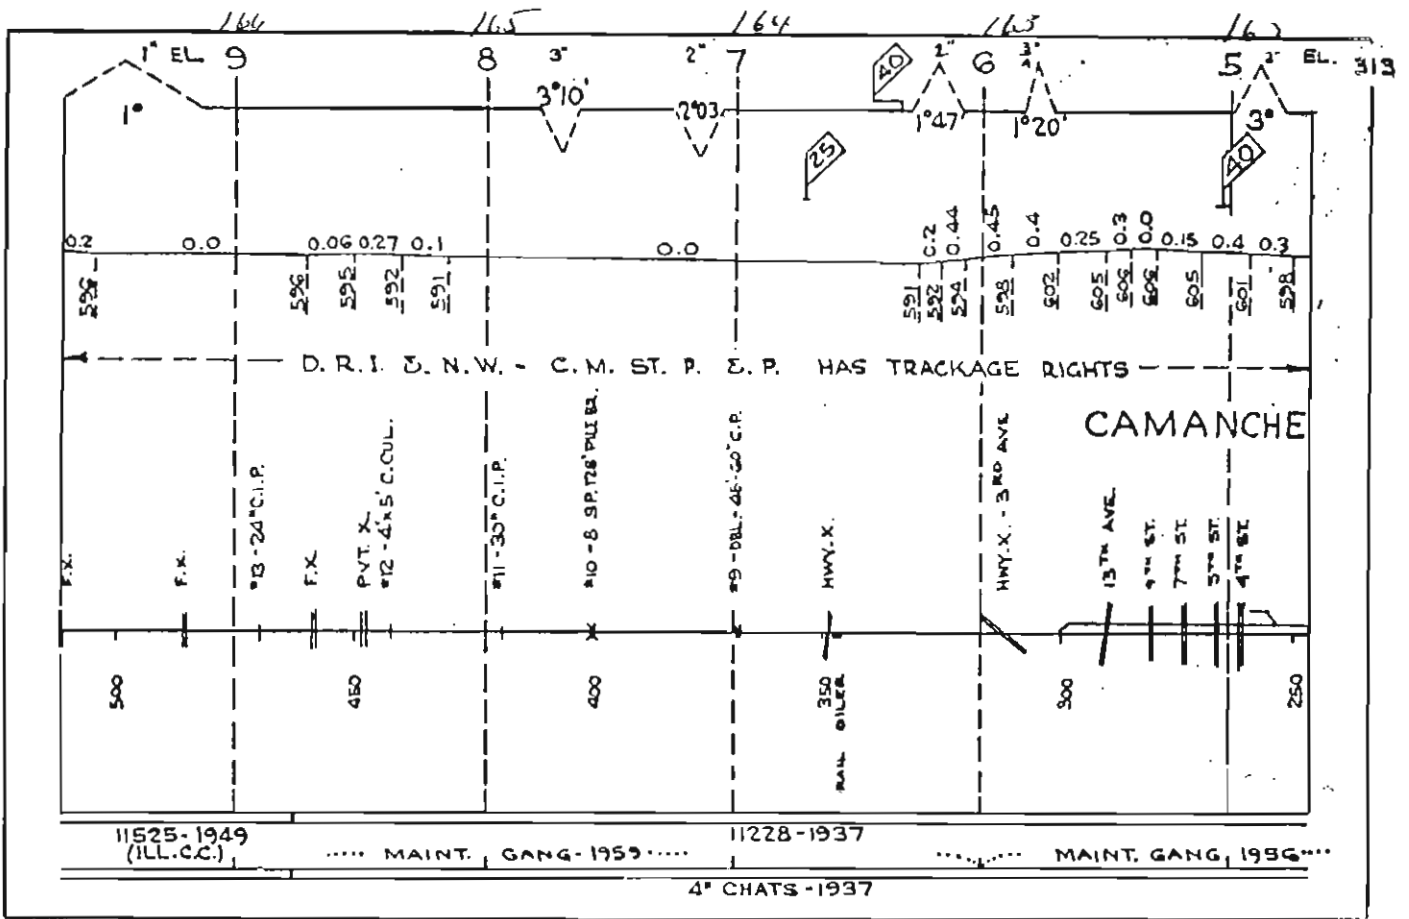 166 165 164 163 162
1" EL. 9 8 3" 2" 7 2" 6 3" 5 3" EL. 313
40
1° 3°10' 2°03 1°47' 1°20' 3°
25 40
0.2 0.0 0.06 0.27 0.1 0.0 0.2 0.44 0.45 0.4 0.25 0.3 0.0 0.15 0.4 0.3
596 596 595 592 591 591 592 594 598 602 605 606 606 605 601 598
D. R. I. & N. W. - C. M. ST. P. & P. HAS TRACKAGE RIGHTS
CAMANCHE
F.X.
F.X.
#13 - 24" C.I.P.
F.X.
PVT. X.
#12 - 4'x5' C.CUL.
#11 - 30" C.I.P.
#10 - 8 SP. 128' PILE BR.
#9 - DBL. - 48'-60" C.P.
HWY. X.
HWY. X. - 3RD AVE
13TH AVE.
9TH ST.
7TH ST.
5TH ST.
4TH ST.
500 450 400 350 300 250
RAIL OILER
11525-1949 11228-1937
(ILL.C.C.) ..... MAINT. GANG-1959 ..... MAINT. GANG, 1956
4" CHATS-1937